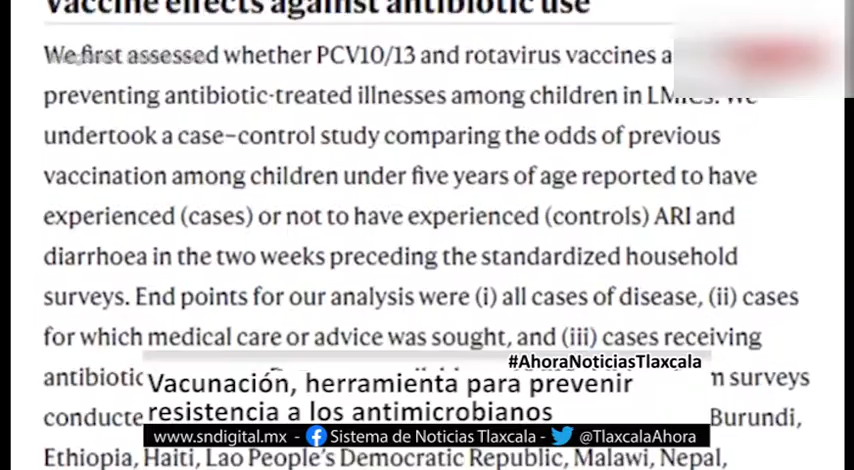 Vaccine effects against antibiotic use
We first assessed whether PCV10/13 and rotavirus vaccines a
preventing antibiotic-treated illnesses among children in LMICs. We
undertook a case–control study comparing the odds of previous
vaccination among children under five years of age reported to have
experienced (cases) or not to have experienced (controls) ARI and
diarrhoea in the two weeks preceding the standardized household
surveys. End points for our analysis were (i) all cases of disease, (ii) cases
for which medical care or advice was sought, and (iii) cases receiving
#AhoraNoticiasTlaxcala
antibiotic
m surveys
Vacunación, herramienta para prevenir
resistencia a los antimicrobianos
conducte
Burundi,
www.sndigital.mx - Sistema de Noticias Tlaxcala - @TlaxcalaAhora
Ethiopia, Haiti, Lao People's Democratic Republic, Malawi, Nepal,